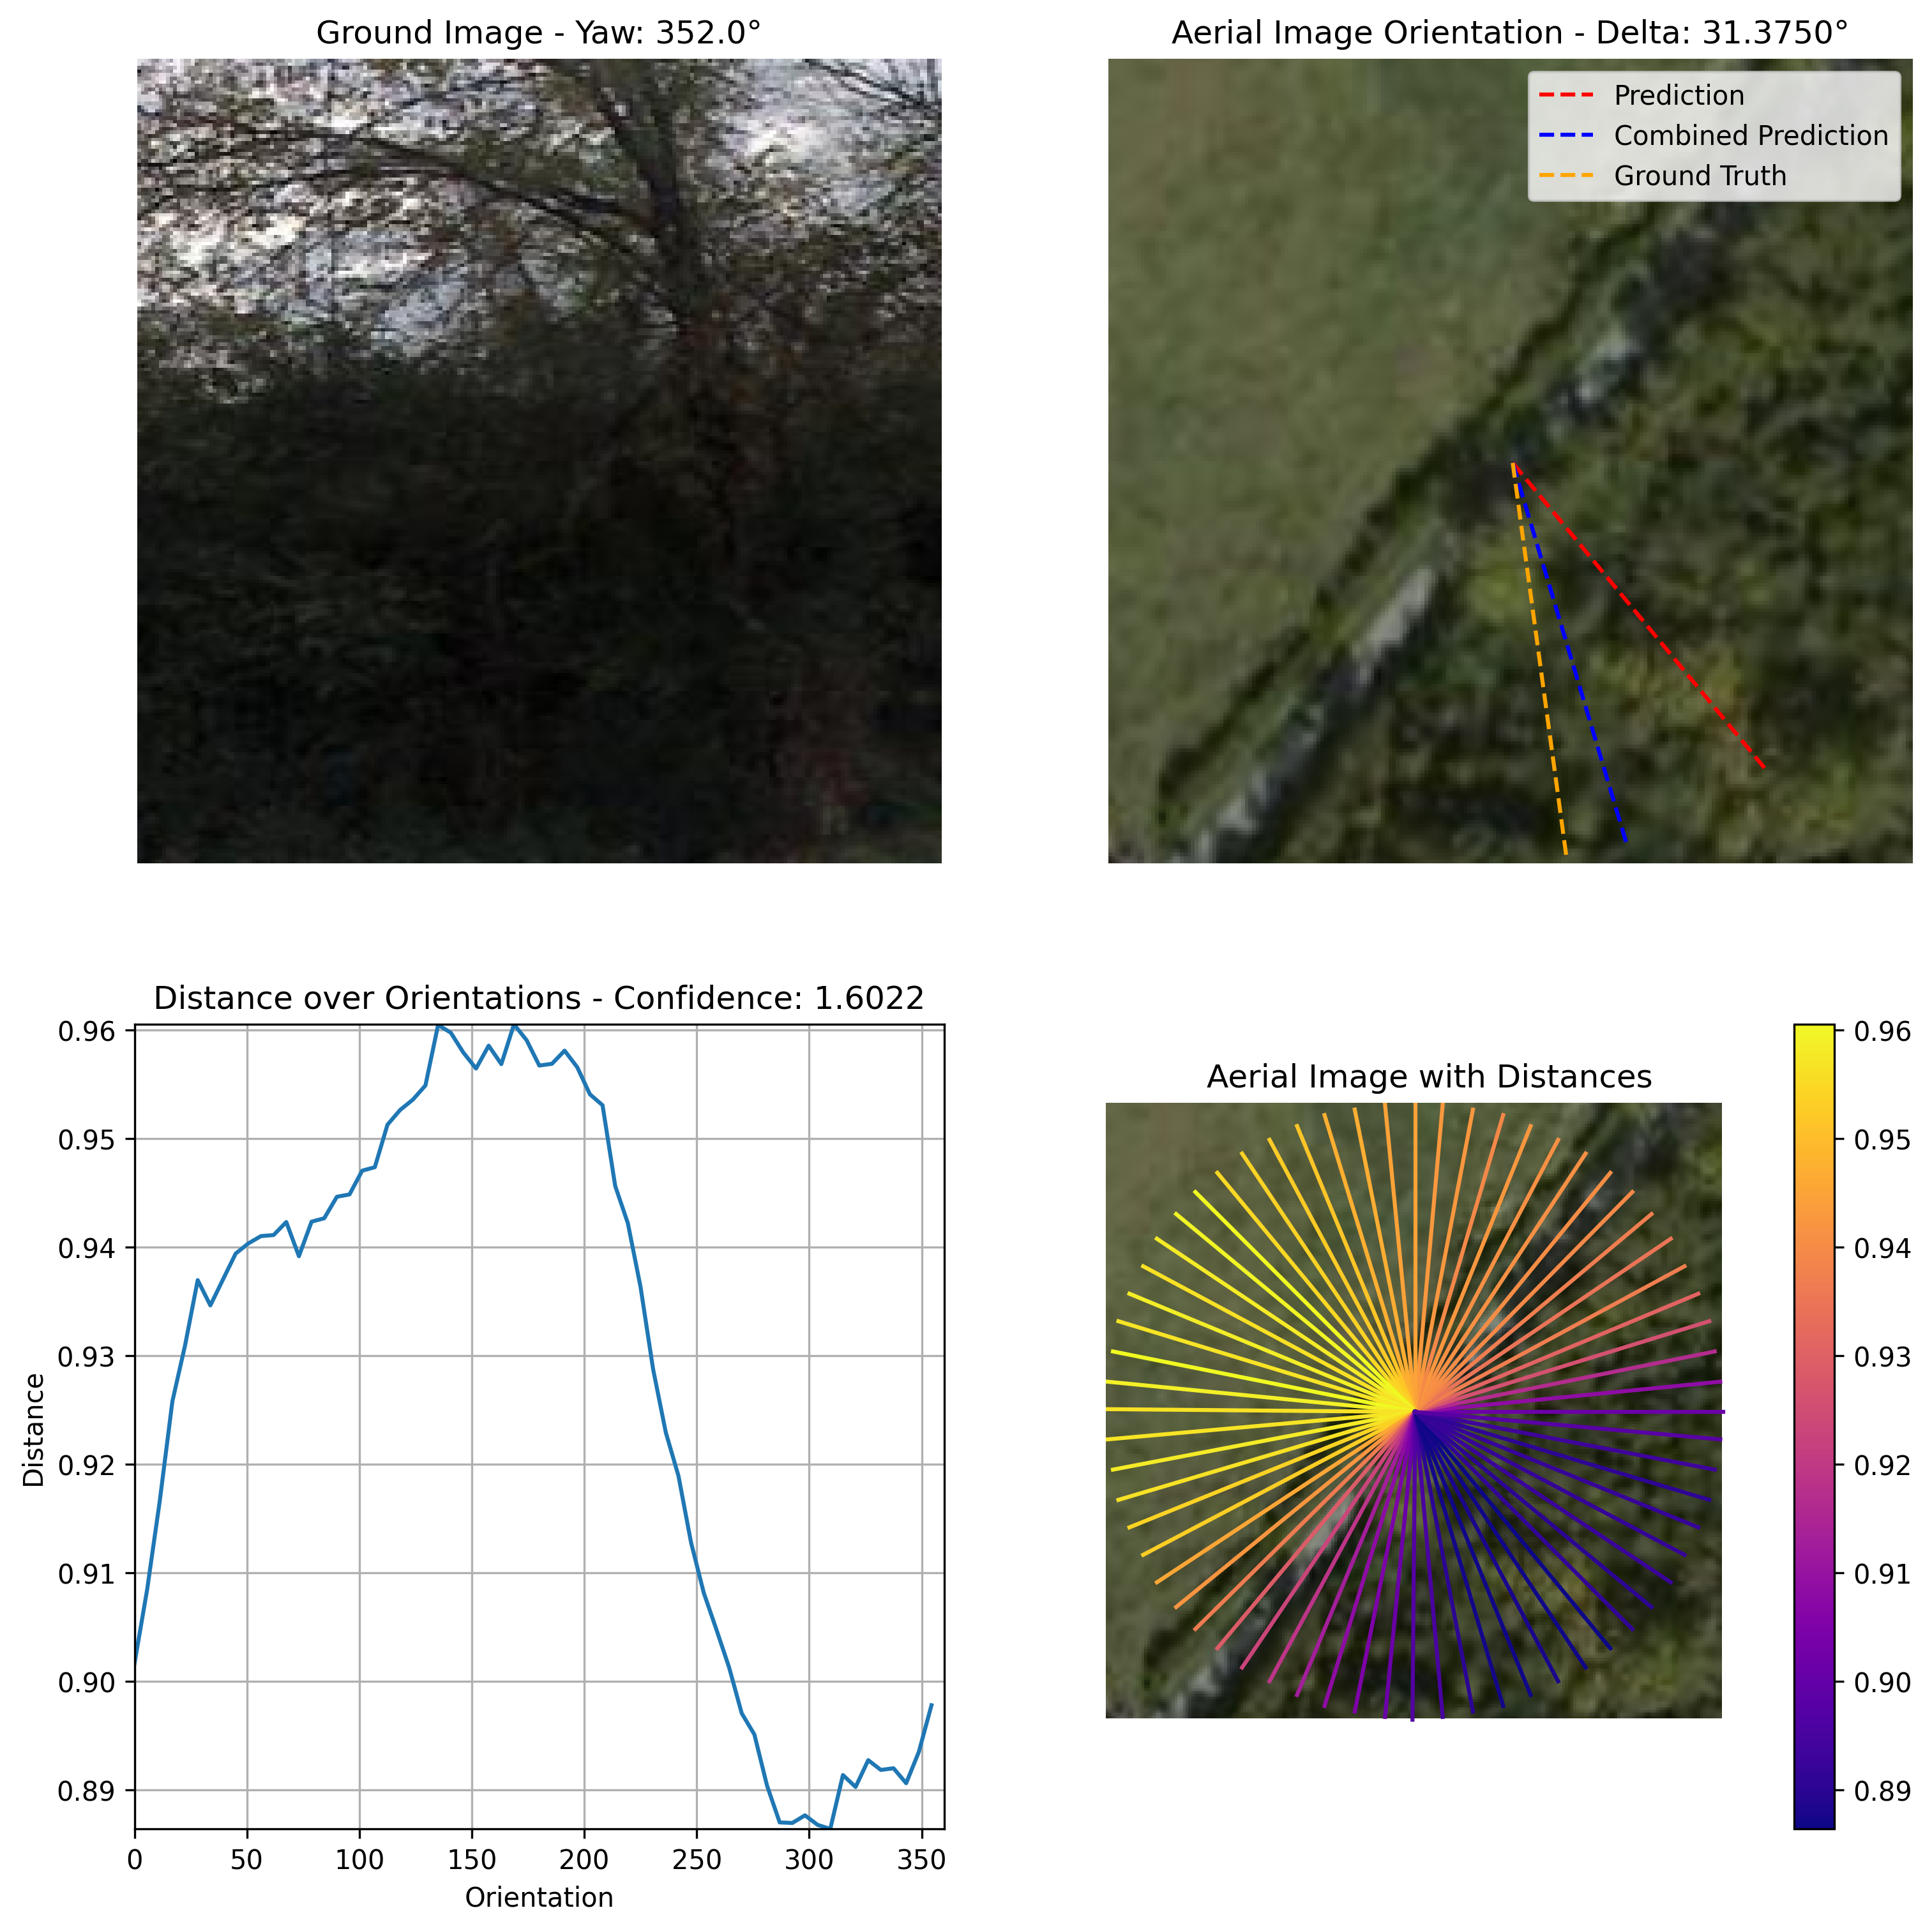 Ground Image - Yaw: 352.0°
Aerial Image Orientation - Delta: 31.3750°
Prediction
Combined Prediction
Ground Truth
Distance over Orientations - Confidence: 1.6022
0.96
0.95
0.94
0.93
0.92
0.91
0.90
0.89
Distance
0
50
100
150
200
250
300
350
Orientation
Aerial Image with Distances
0.96
0.95
0.94
0.93
0.92
0.91
0.90
0.89